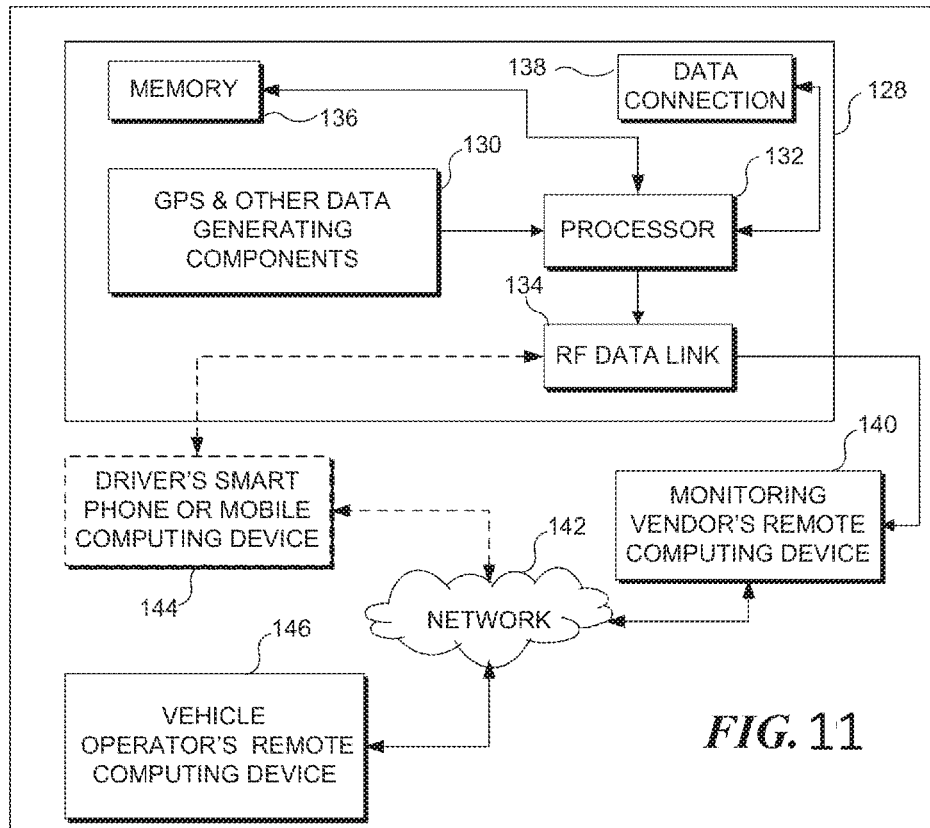 MEMORY
136
138
DATA
CONNECTION
128
130
GPS & OTHER DATA
GENERATING
COMPONENTS
132
PROCESSOR
134
RF DATA LINK
140
DRIVER'S SMART
PHONE OR MOBILE
COMPUTING DEVICE
144
MONITORING
VENDOR'S REMOTE
COMPUTING DEVICE
142
NETWORK
146
VEHICLE
OPERATOR'S REMOTE
COMPUTING DEVICE
FIG. 11